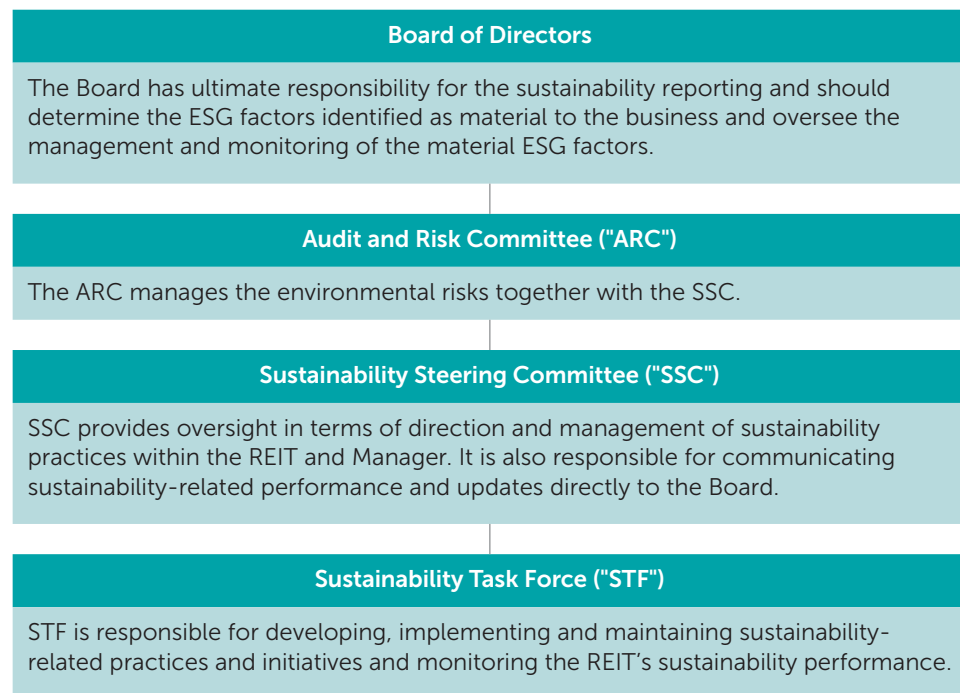 Board of Directors
The Board has ultimate responsibility for the sustainability reporting and should
determine the ESG factors identified as material to the business and oversee the
management and monitoring of the material ESG factors.
Audit and Risk Committee ("ARC")
The ARC manages the environmental risks together with the SSC.
Sustainability Steering Committee ("SSC")
SSC provides oversight in terms of direction and management of sustainability
practices within the REIT and Manager. It is also responsible for communicating
sustainability-related performance and updates directly to the Board.
Sustainability Task Force ("STF")
STF is responsible for developing, implementing and maintaining sustainability-
related practices and initiatives and monitoring the REIT’s sustainability performance.